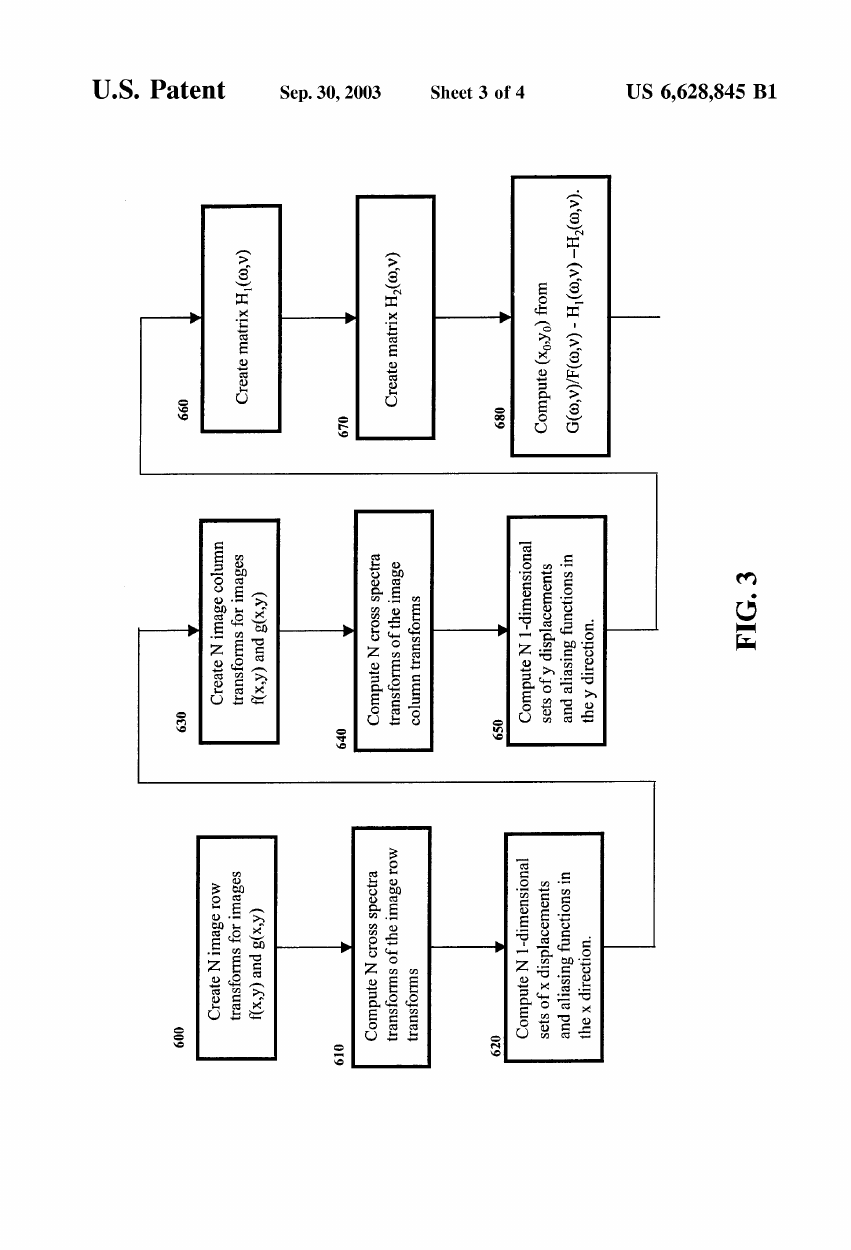 U.S. Patent Sep. 30, 2003 Sheet 3 of 4 US 6,628,845 B1
600
Create N image row
transforms for images
f(x,y) and g(x,y)
610
Compute N cross spectra
transforms of the image row
transforms
620
Compute N 1-dimensional
sets of x displacements
and aliasing functions in
the x direction.
630
Create N image column
transforms for images
f(x,y) and g(x,y)
640
Compute N cross spectra
transforms of the image
column transforms
650
Compute N 1-dimensional
sets of y displacements
and aliasing functions in
the y direction.
660
Create matrix H₁(ω,ν)
670
Create matrix H₂(ω,ν)
680
Compute (x₀,y₀) from
G(ω,ν)/F(ω,ν) - H₁(ω,ν) –H₂(ω,ν).
FIG. 3